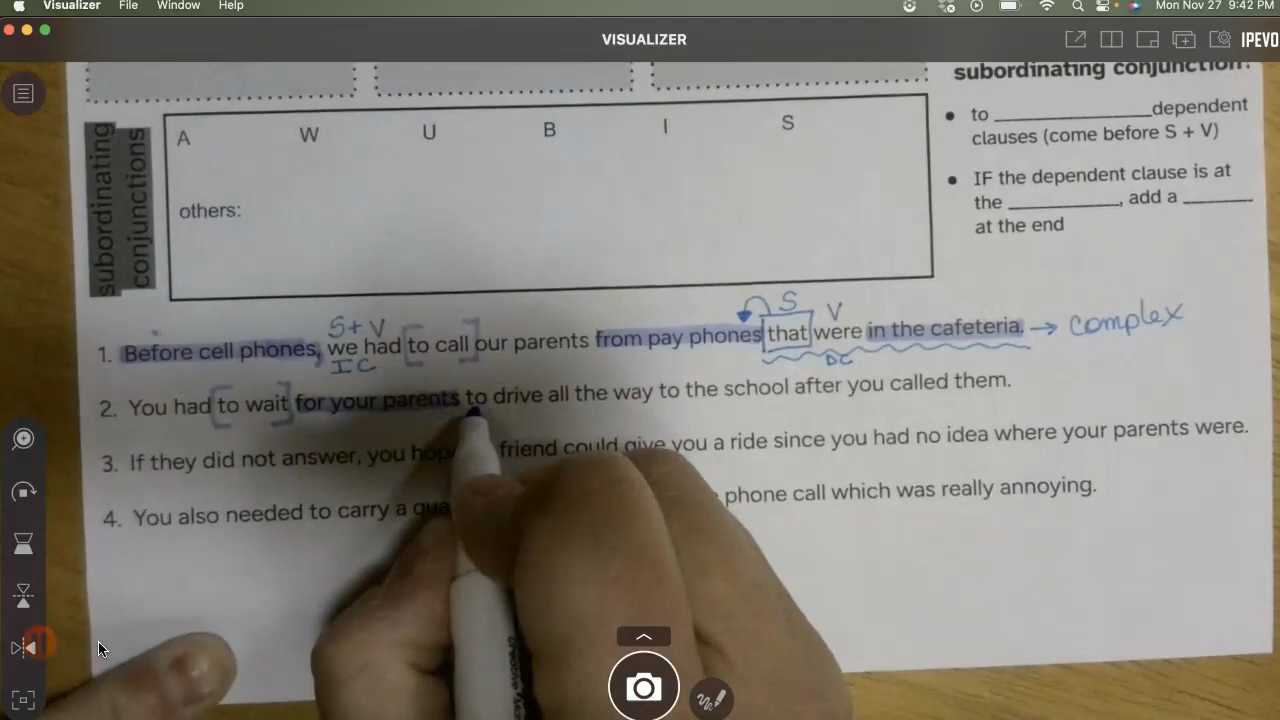 Visualizer File Window Help Mon Nov 27 9:42 PM
VISUALIZER
IPEVO
subordinating conjunction?
subordinating
conjunctions
A W U B I S
others:
• to ______________dependent
clauses (come before S + V)
• IF the dependent clause is at
the __________, add a ______
at the end
S+V
S V
1. Before cell phones, we had [to call] our parents from pay phones that were in the cafeteria. → complex
IC
DC
2. You had [to wait] for your parents to drive all the way to the school after you called them.
3. If they did not answer, you friend could give you a ride since you had no idea where your parents were.
4. You also needed to carry a phone call which was really annoying.